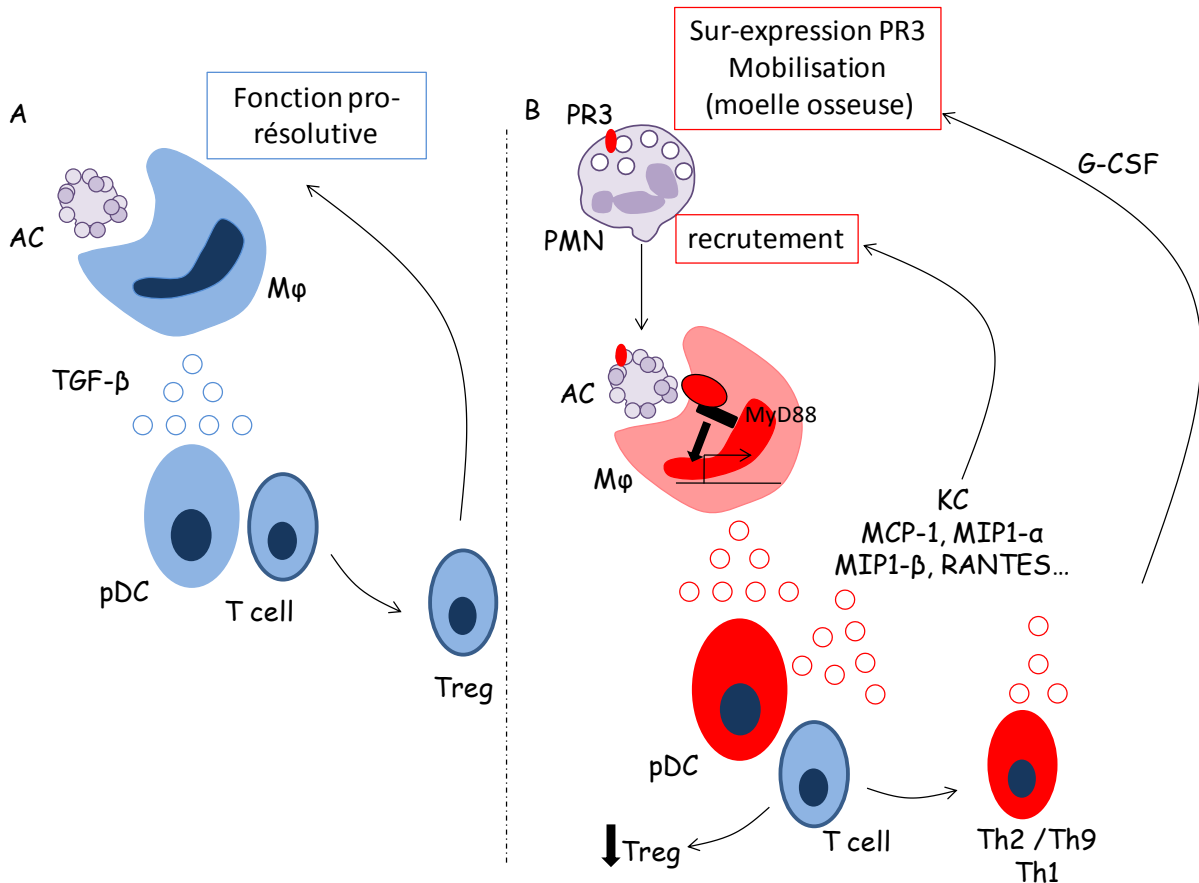 A
Fonction pro-
résolutive
AC
Mφ
TGF-β
pDC
T cell
Treg
B
Sur-expression PR3
Mobilisation
(moelle osseuse)
PR3
G-CSF
PMN
recrutement
AC
MyD88
Mφ
KC
MCP-1, MIP1-α
MIP1-β, RANTES...
pDC
T cell
Treg
Th2 /Th9
Th1